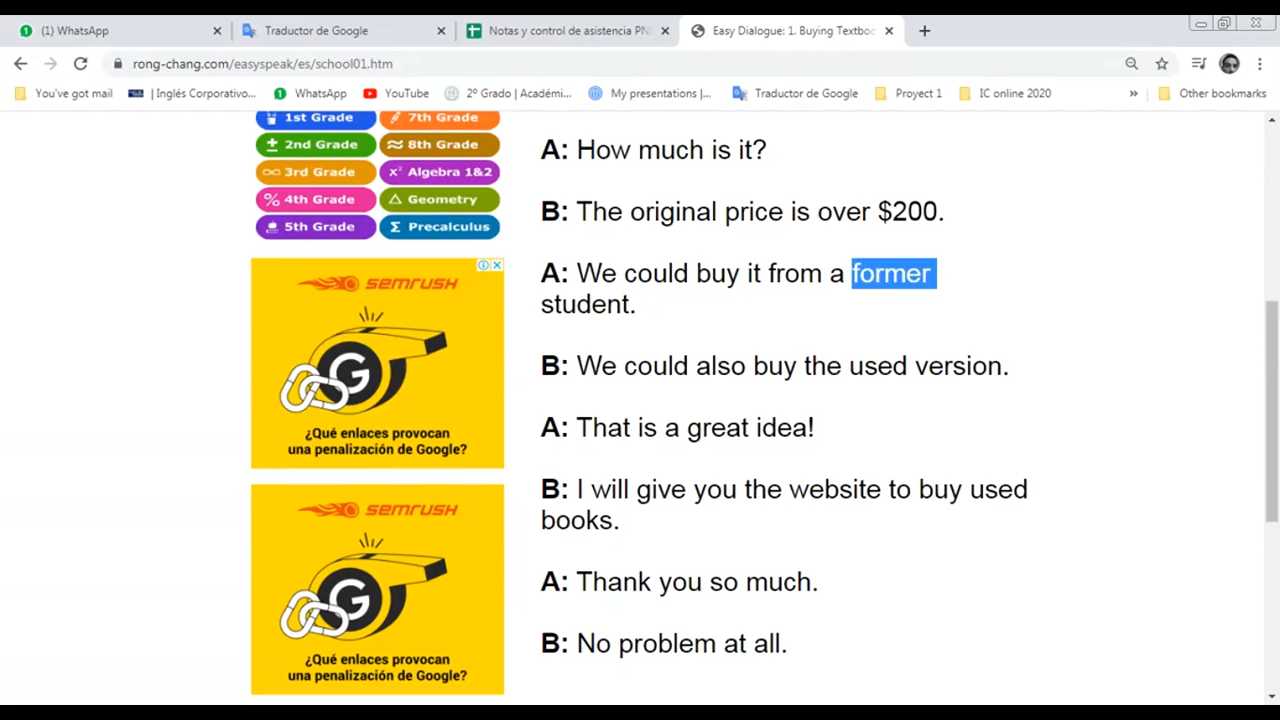 (1) WhatsApp
Traductor de Google
Notas y control de asistencia PNI
Easy Dialogue: 1. Buying Textboo
rong-chang.com/easyspeak/es/school01.htm
You've got mail
| Inglés Corporativo...
WhatsApp
YouTube
2º Grado | Académi...
My presentations |...
Traductor de Google
Proyect 1
IC online 2020
»
Other bookmarks
1st Grade
7th Grade
2nd Grade
8th Grade
3rd Grade
x² Algebra 1&2
% 4th Grade
Geometry
5th Grade
Σ Precalculus
semrush
G
¿Qué enlaces provocan
una penalización de Google?
semrush
G
¿Qué enlaces provocan
una penalización de Google?
A: How much is it?
B: The original price is over $200.
A: We could buy it from a former
student.
B: We could also buy the used version.
A: That is a great idea!
B: I will give you the website to buy used
books.
A: Thank you so much.
B: No problem at all.